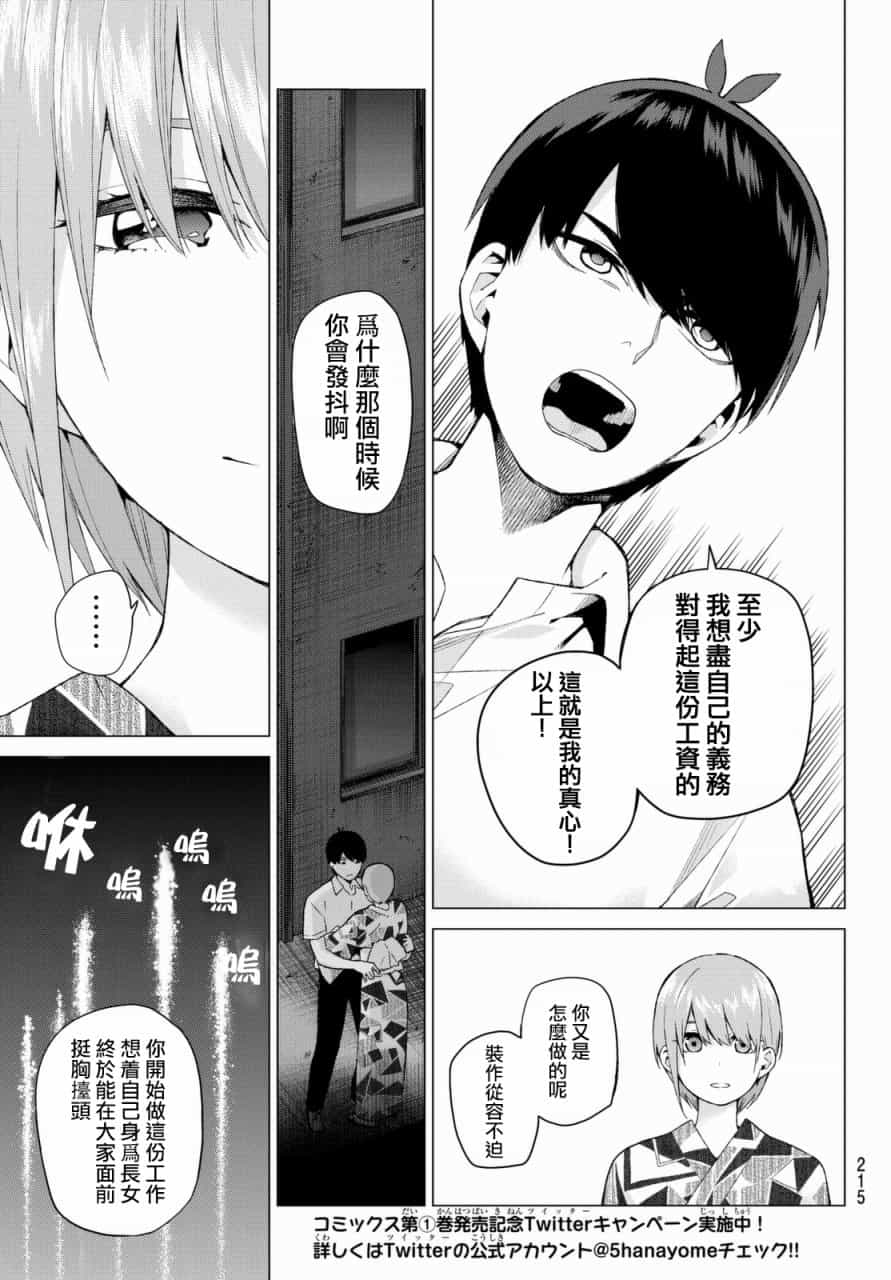 至少
我想盡自己的義務
對得起這份工資的
這就是我的真心！
以上！
你又是
怎麼做的呢
裝作從容不迫
爲什麼那個時候
你會發抖啊
……
咻
嗚
嗚
嗚
嗚
你開始做這份工作
想着自己身爲長女
終於能在大家面前
挺胸擡頭
215
コミックス第①巻発売記念Twitterキャンペーン実施中！
詳しくはTwitterの公式アカウント@5hanayomeチェック!!